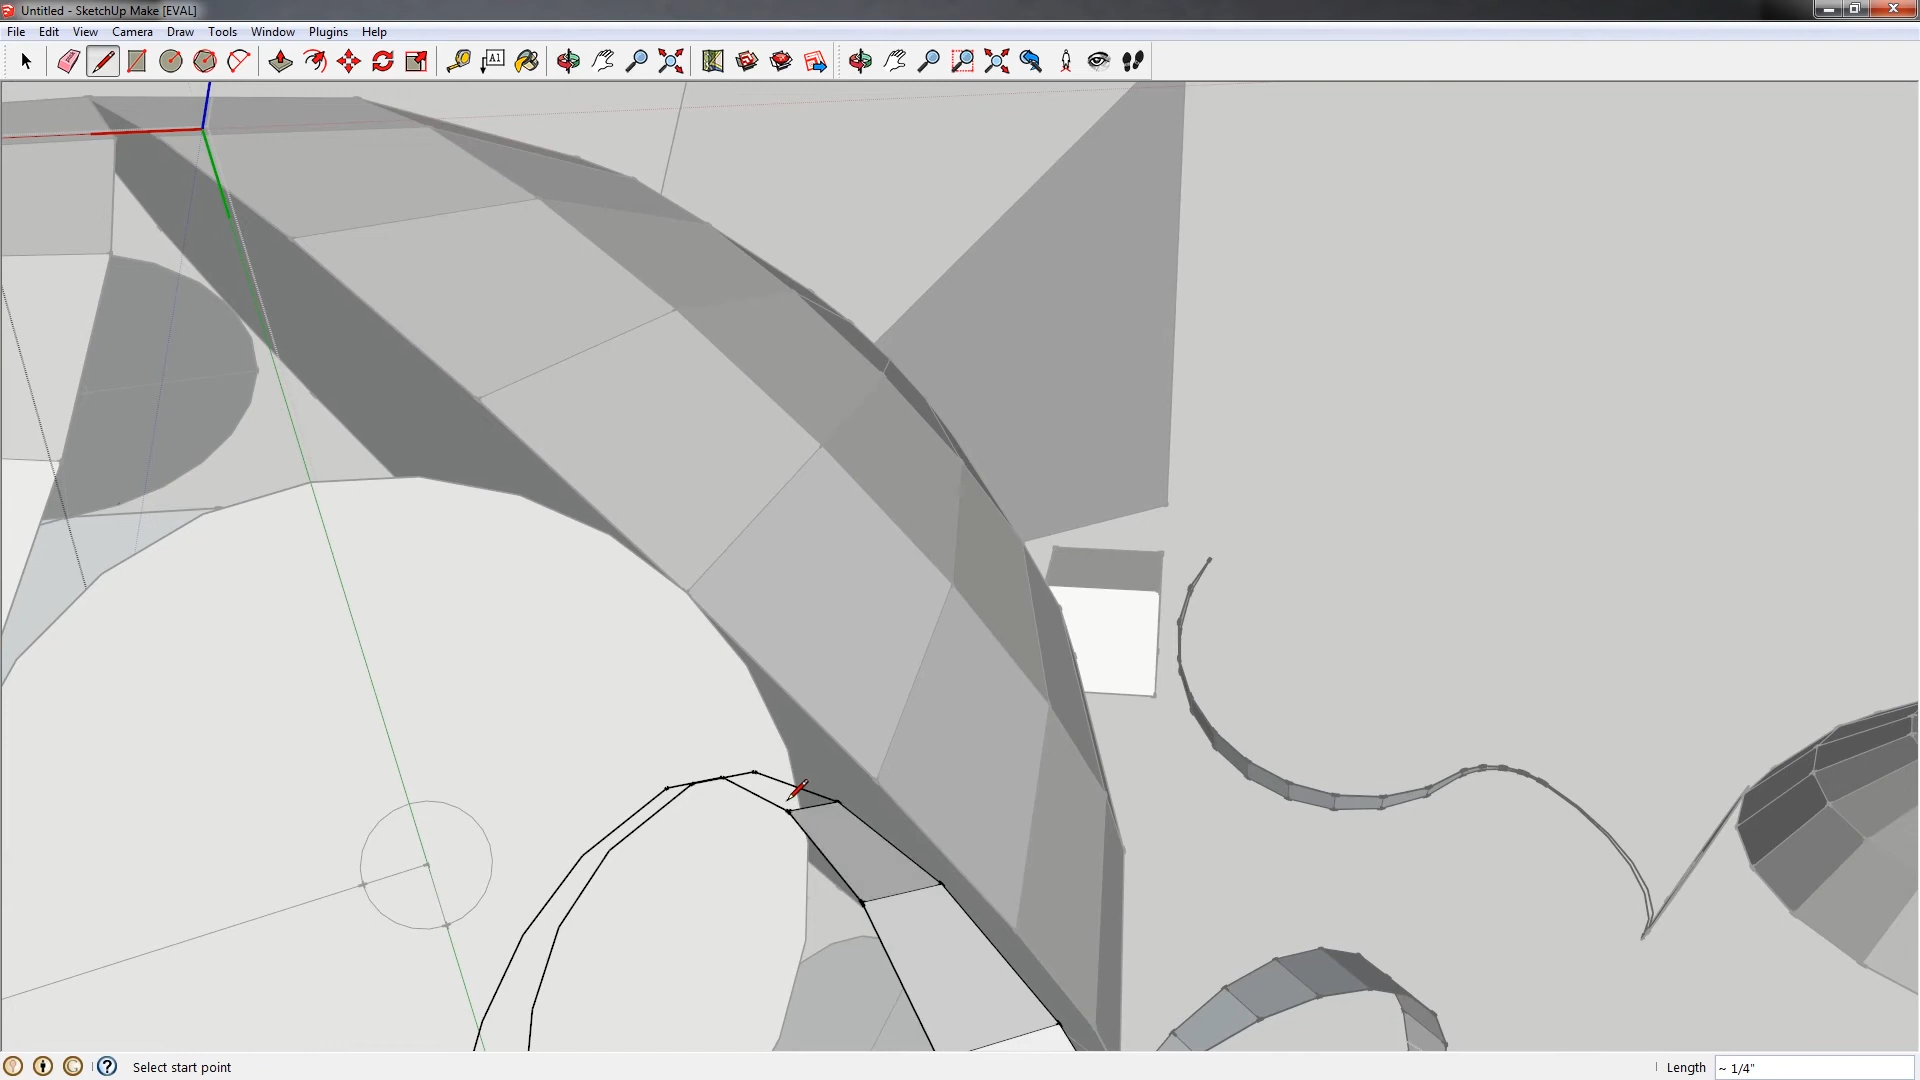 Untitled - SketchUp Make [EVAL]
File Edit View Camera Draw Tools Window Plugins Help
A1
Select start point
Length ~ 1/4"